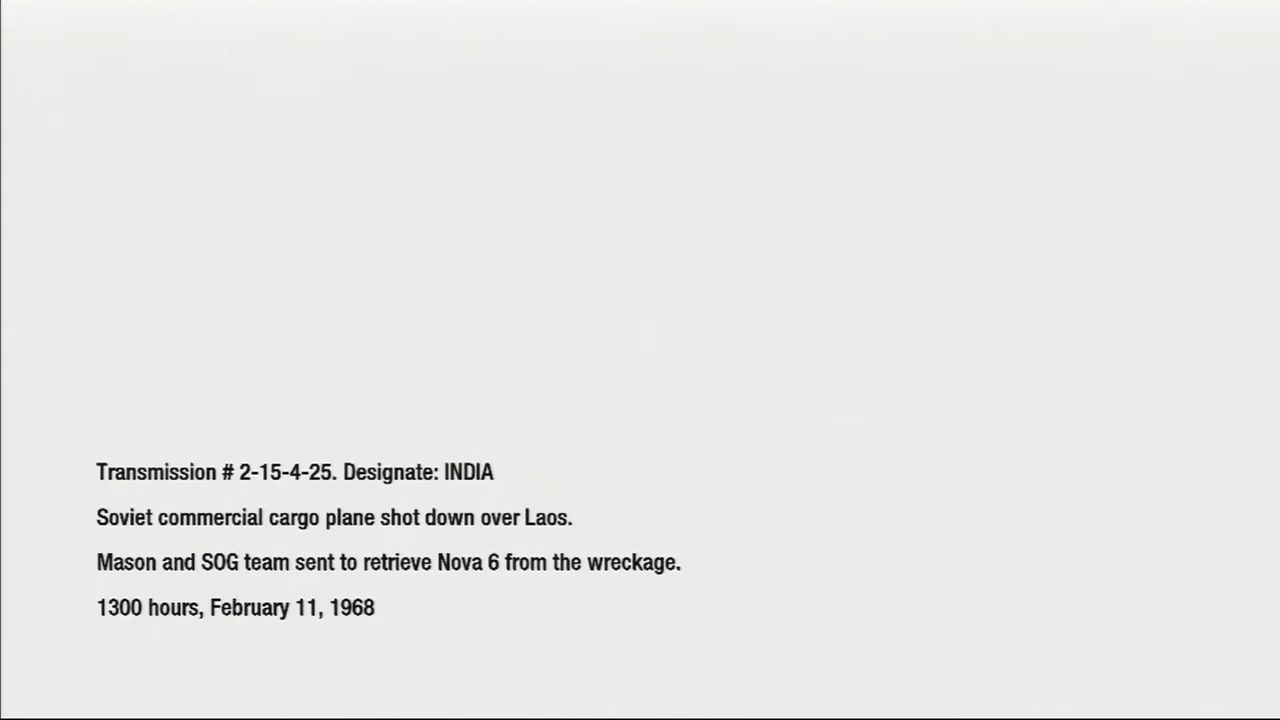 Transmission # 2-15-4-25. Designate: INDIA
Soviet commercial cargo plane shot down over Laos.
Mason and SOG team sent to retrieve Nova 6 from the wreckage.
1300 hours, February 11, 1968